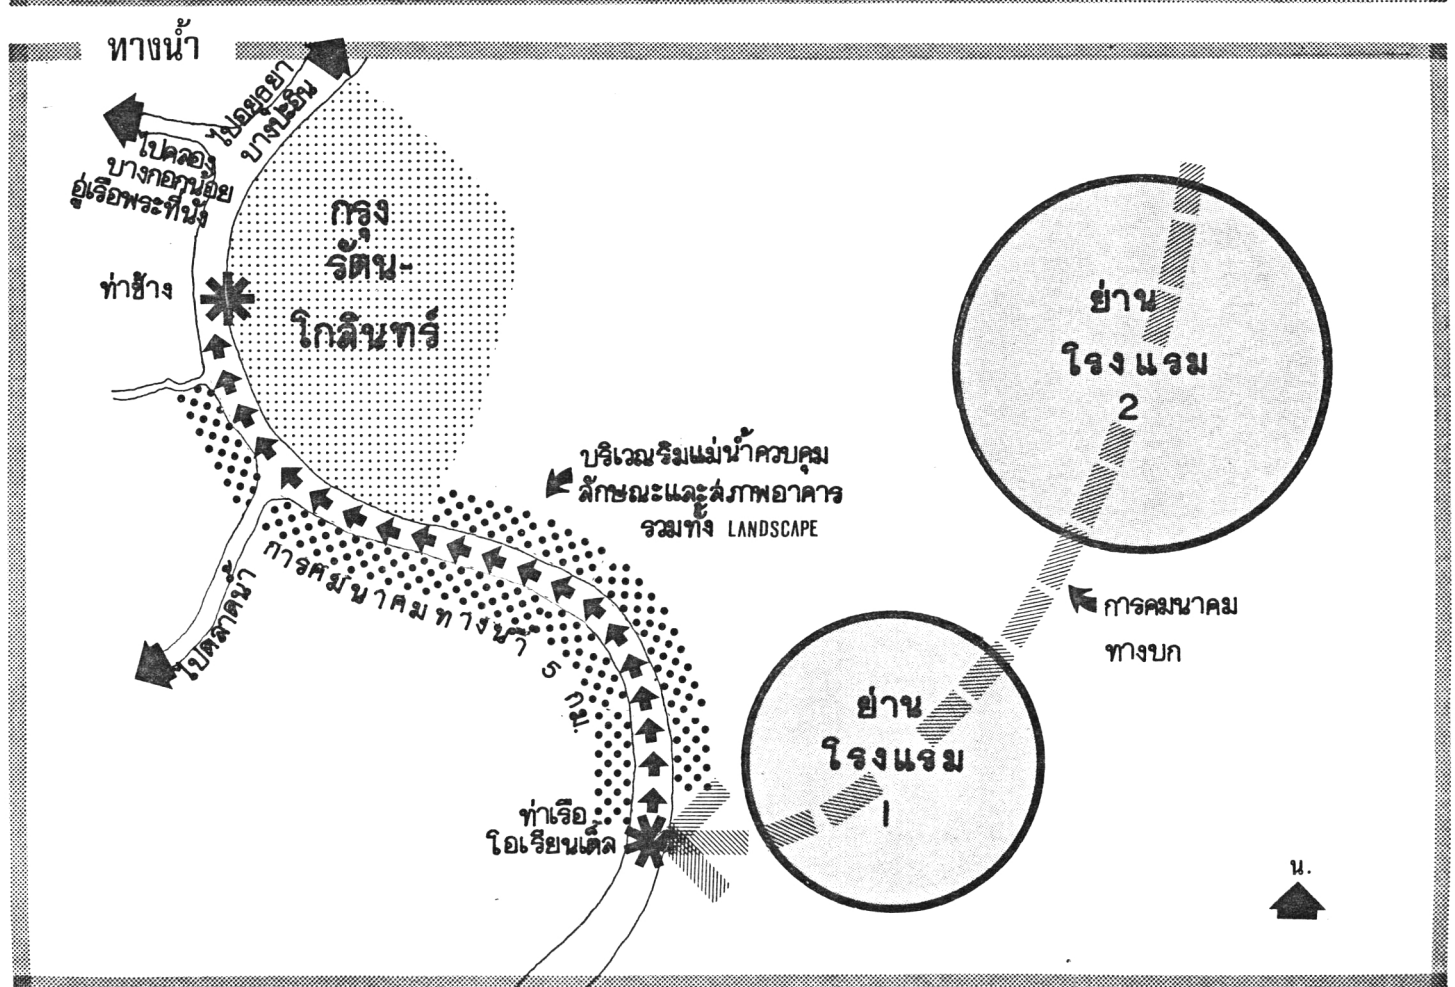 ทางน้ำ
ไปอยุธยา
บางปะอิน
ไปคลอง
บางกอกน้อย
อู่เรือพระที่นั่ง
กรุง
รัตน-
โกสินทร์
ท่าช้าง
ย่าน
โรงแรม
2
บริเวณริมแม่น้ำควบคุม
ลักษณะและสภาพอาคาร
รวมทั้ง LANDSCAPE
การคมนาคมทางน้ำ 5 กม.
ไปตลาดน้ำ
การคมนาคม
ทางบก
ย่าน
โรงแรม
1
ท่าเรือ
โอเรียนเต็ล
น.